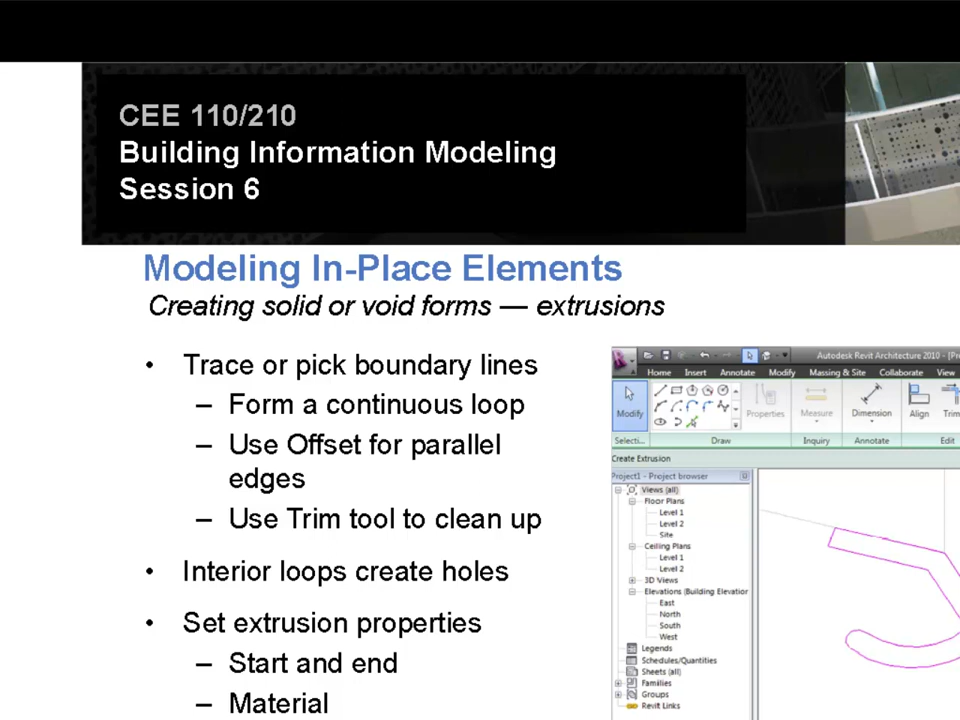 CEE 110/210
Building Information Modeling
Session 6
Modeling In-Place Elements
Creating solid or void forms — extrusions
• Trace or pick boundary lines
– Form a continuous loop
– Use Offset for parallel
edges
– Use Trim tool to clean up
• Interior loops create holes
• Set extrusion properties
– Start and end
– Material
Autodesk Revit Architecture 2010 - [Pro
Home Insert Annotate Modify Massing & Site Collaborate View
Modify Properties Measure Dimension Align Trim
Selecti... Draw Inquiry Annotate Edit
Create Extrusion
Project1 - Project browser
Views (all)
Floor Plans
Level 1
Level 2
Site
Ceiling Plans
Level 1
Level 2
3D Views
Elevations (Building Elevation
East
North
South
West
Legends
Schedules/Quantities
Sheets (all)
Families
Groups
Revit Links